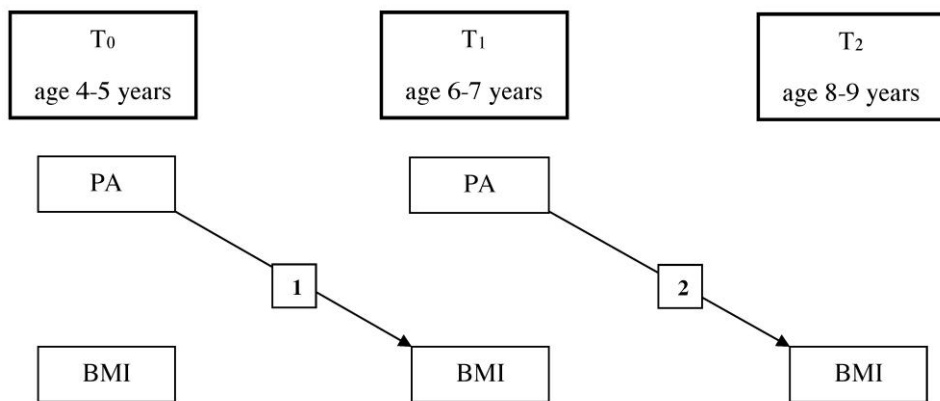 T₀
age 4-5 years
T₁
age 6-7 years
T₂
age 8-9 years
PA
PA
1
2
BMI
BMI
BMI